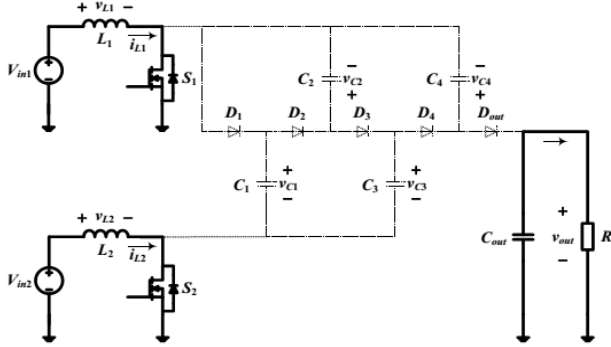 + vL1 −
L1
iL1
Vin1
S1
C2
− vC2 +
C4
− vC4 +
D1
D2
D3
D4
Dout
C1
+ vC1 −
C3
+ vC3 −
+ vL2 −
L2
iL2
Vin2
S2
Cout
+ vout −
R